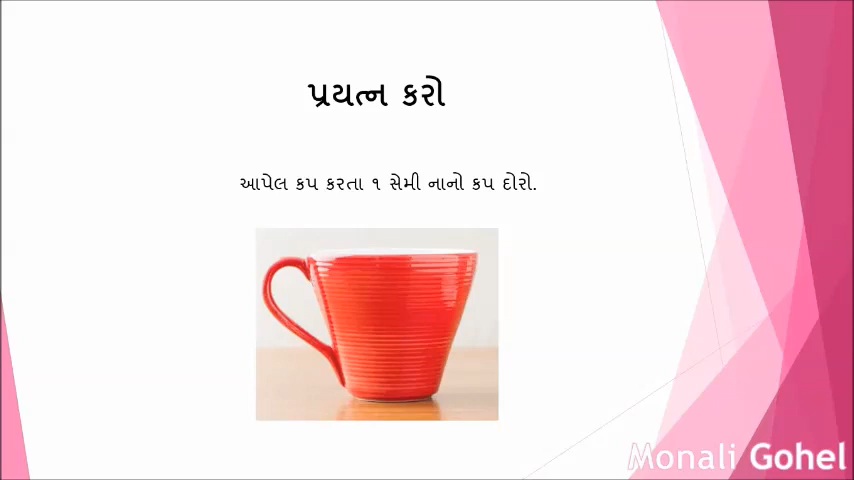 પ્રયત્ન કરો
આપેલ કપ કરતા ૧ સેમી નાનો કપ દોરો.
Monali Gohel